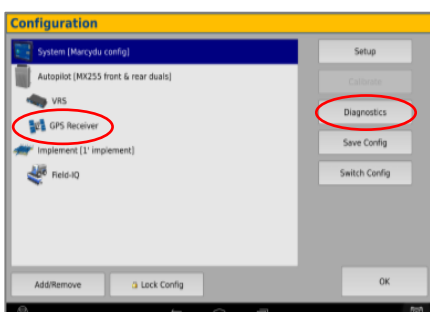 Configuration
System [Marcydu config]
Setup
Autopilot [MX255 front & rear duals]
Calibrate
VRS
Diagnostics
GPS Receiver
Implement [1' implement]
Save Config
Field-IQ
Switch Config
Add/Remove
Lock Config
OK